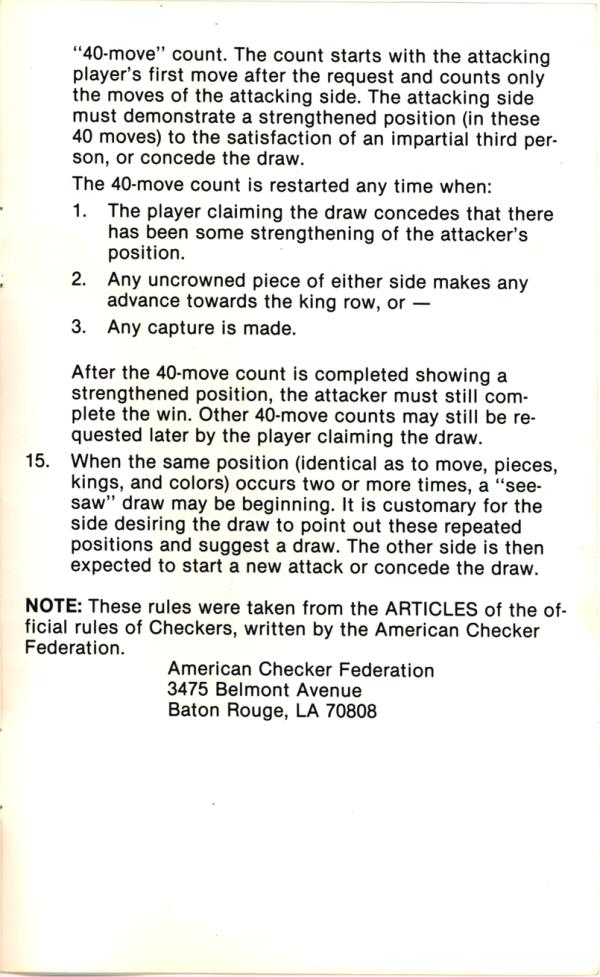 “40-move” count. The count starts with the attacking
player’s first move after the request and counts only
the moves of the attacking side. The attacking side
must demonstrate a strengthened position (in these
40 moves) to the satisfaction of an impartial third per-
son, or concede the draw.
The 40-move count is restarted any time when:
1. The player claiming the draw concedes that there
has been some strengthening of the attacker’s
position.
2. Any uncrowned piece of either side makes any
advance towards the king row, or —
3. Any capture is made.
After the 40-move count is completed showing a
strengthened position, the attacker must still com-
plete the win. Other 40-move counts may still be re-
quested later by the player claiming the draw.
15. When the same position (identical as to move, pieces,
kings, and colors) occurs two or more times, a “see-
saw” draw may be beginning. It is customary for the
side desiring the draw to point out these repeated
positions and suggest a draw. The other side is then
expected to start a new attack or concede the draw.
NOTE: These rules were taken from the ARTICLES of the of-
ficial rules of Checkers, written by the American Checker
Federation.
American Checker Federation
3475 Belmont Avenue
Baton Rouge, LA 70808